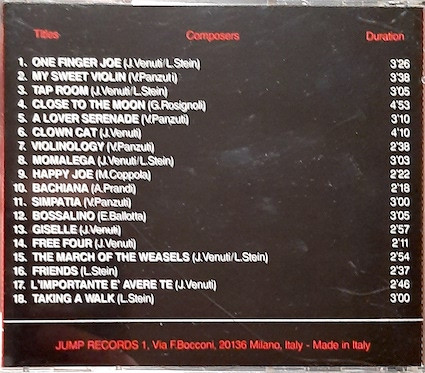 Titles Composers Duration
1. ONE FINGER JOE (J.Venuti/L.Stein) 3'26
2. MY SWEET VIOLIN (V.Panzuti) 3'38
3. TAP ROOM (J.Venuti/L.Stein) 3'05
4. CLOSE TO THE MOON (G.Rosignoli) 4'53
5. A LOVER SERENADE (V.Panzuti) 3'10
6. CLOWN CAT (J.Venuti) 4'10
7. VIOLINOLOGY (V.Panzuti) 2'38
8. MOMALEGA (J.Venuti/L.Stein) 3'03
9. HAPPY JOE (M.Coppola) 2'22
10. BACHIANA (A.Prandi) 2'18
11. SIMPATIA (V.Panzuti) 3'00
12. BOSSALINO (E.Ballotta) 3'05
13. GISELLE (J.Venuti) 2'57
14. FREE FOUR (J.Venuti) 2'11
15. THE MARCH OF THE WEASELS (J.Venuti/L.Stein) 2'54
16. FRIENDS (L.Stein) 2'37
17. L'IMPORTANTE E' AVERE TE (J.Venuti) 2'46
18. TAKING A WALK (L.Stein) 3'00
JUMP RECORDS 1, Via F.Bocconi, 20136 Milano, Italy - Made in Italy